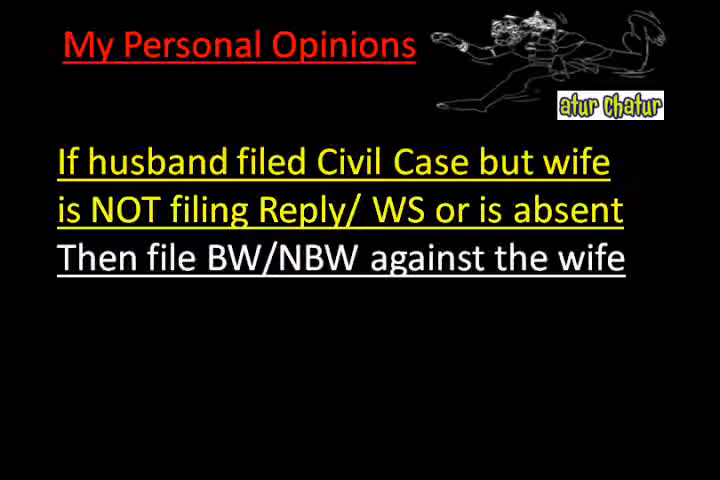 My Personal Opinions
atur chatur
If husband filed Civil Case but wife
is NOT filing Reply/ WS or is absent
Then file BW/NBW against the wife